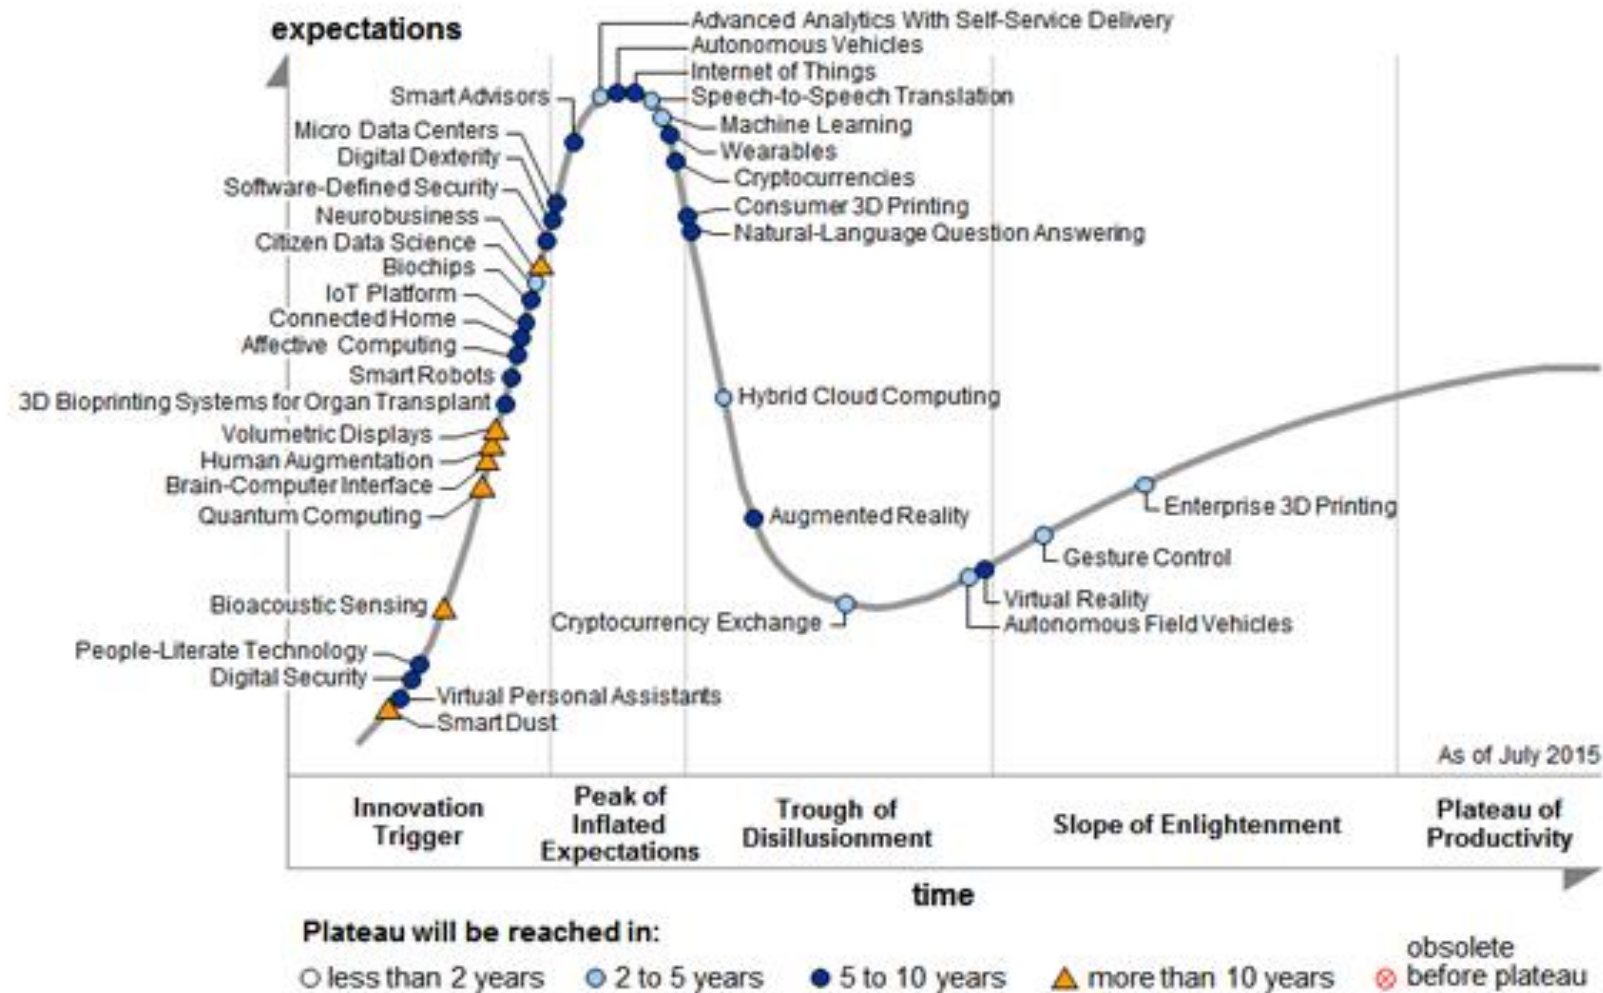 expectations
Advanced Analytics With Self-Service Delivery
Autonomous Vehicles
Internet of Things
Smart Advisors
Speech-to-Speech Translation
Micro Data Centers
Machine Learning
Digital Dexterity
Wearables
Software-Defined Security
Cryptocurrencies
Neurobusiness
Consumer 3D Printing
Citizen Data Science
Natural-Language Question Answering
Biochips
IoT Platform
Connected Home
Affective Computing
Smart Robots
3D Bioprinting Systems for Organ Transplant
Hybrid Cloud Computing
Volumetric Displays
Human Augmentation
Brain-Computer Interface
Quantum Computing
Augmented Reality
Enterprise 3D Printing
Gesture Control
Bioacoustic Sensing
Virtual Reality
Cryptocurrency Exchange
Autonomous Field Vehicles
People-Literate Technology
Digital Security
Virtual Personal Assistants
Smart Dust
As of July 2015
Innovation
Trigger
Peak of
Inflated
Expectations
Trough of
Disillusionment
Slope of Enlightenment
Plateau of
Productivity
time
Plateau will be reached in:
less than 2 years
2 to 5 years
5 to 10 years
more than 10 years
obsolete
before plateau